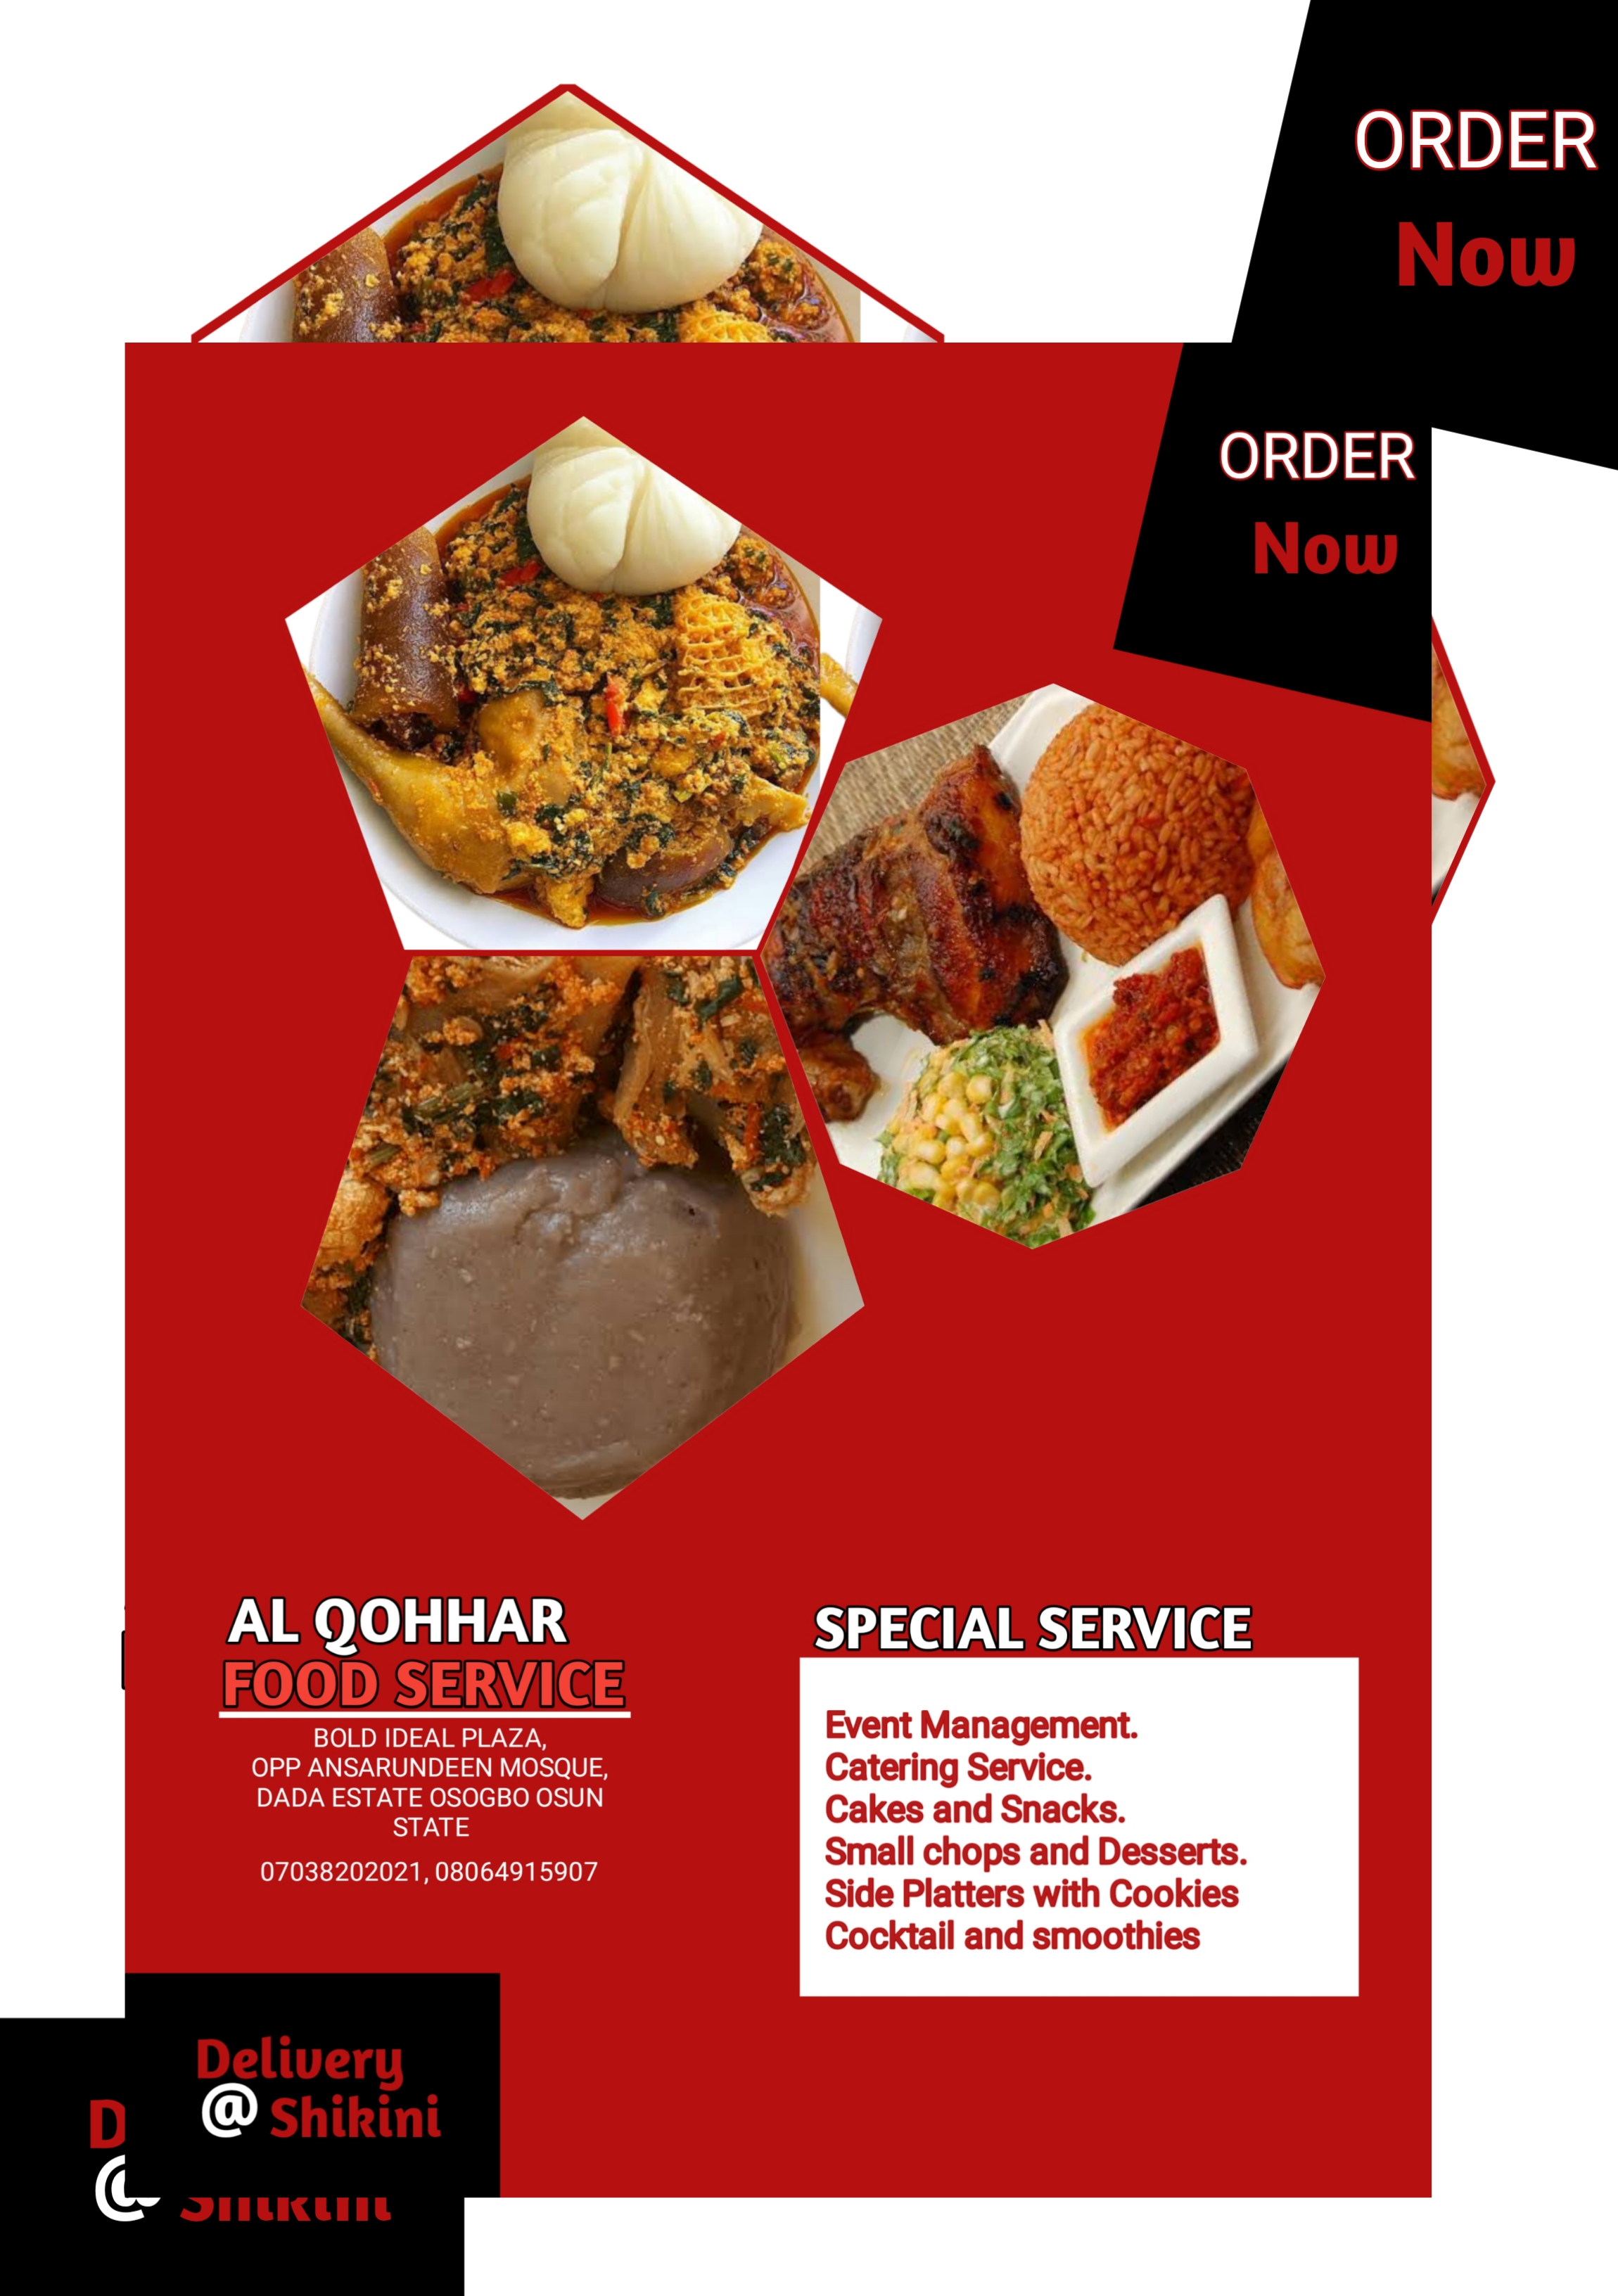 ORDER
Now
ORDER
Now
AL QOHHAR
FOOD SERVICE
BOLD IDEAL PLAZA,
OPP ANSARUNDEEN MOSQUE,
DADA ESTATE OSOGBO OSUN
STATE
07038202021, 08064915907
SPECIAL SERVICE
Event Management.
Catering Service.
Cakes and Snacks.
Small chops and Desserts.
Side Platters with Cookies
Cocktail and smoothies
Delivery
@ Shikini
D
@ Shikini